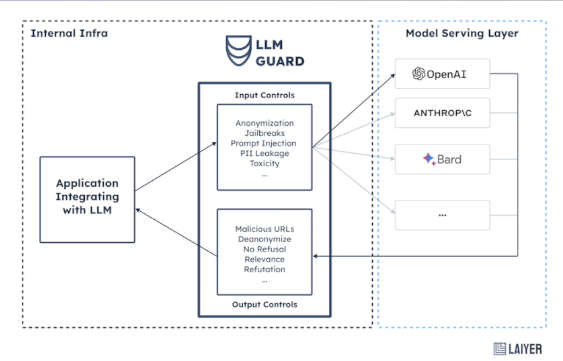 Internal Infra
Model Serving Layer
LLM
GUARD
Input Controls
Anonymization
Jailbreaks
Prompt Injection
PII Leakage
Toxicity
...
Application
Integrating
with LLM
Malicious URLs
Deanonymize
No Refusal
Relevance
Refutation
...
Output Controls
OpenAI
ANTHROP\C
Bard
...
LAIYER